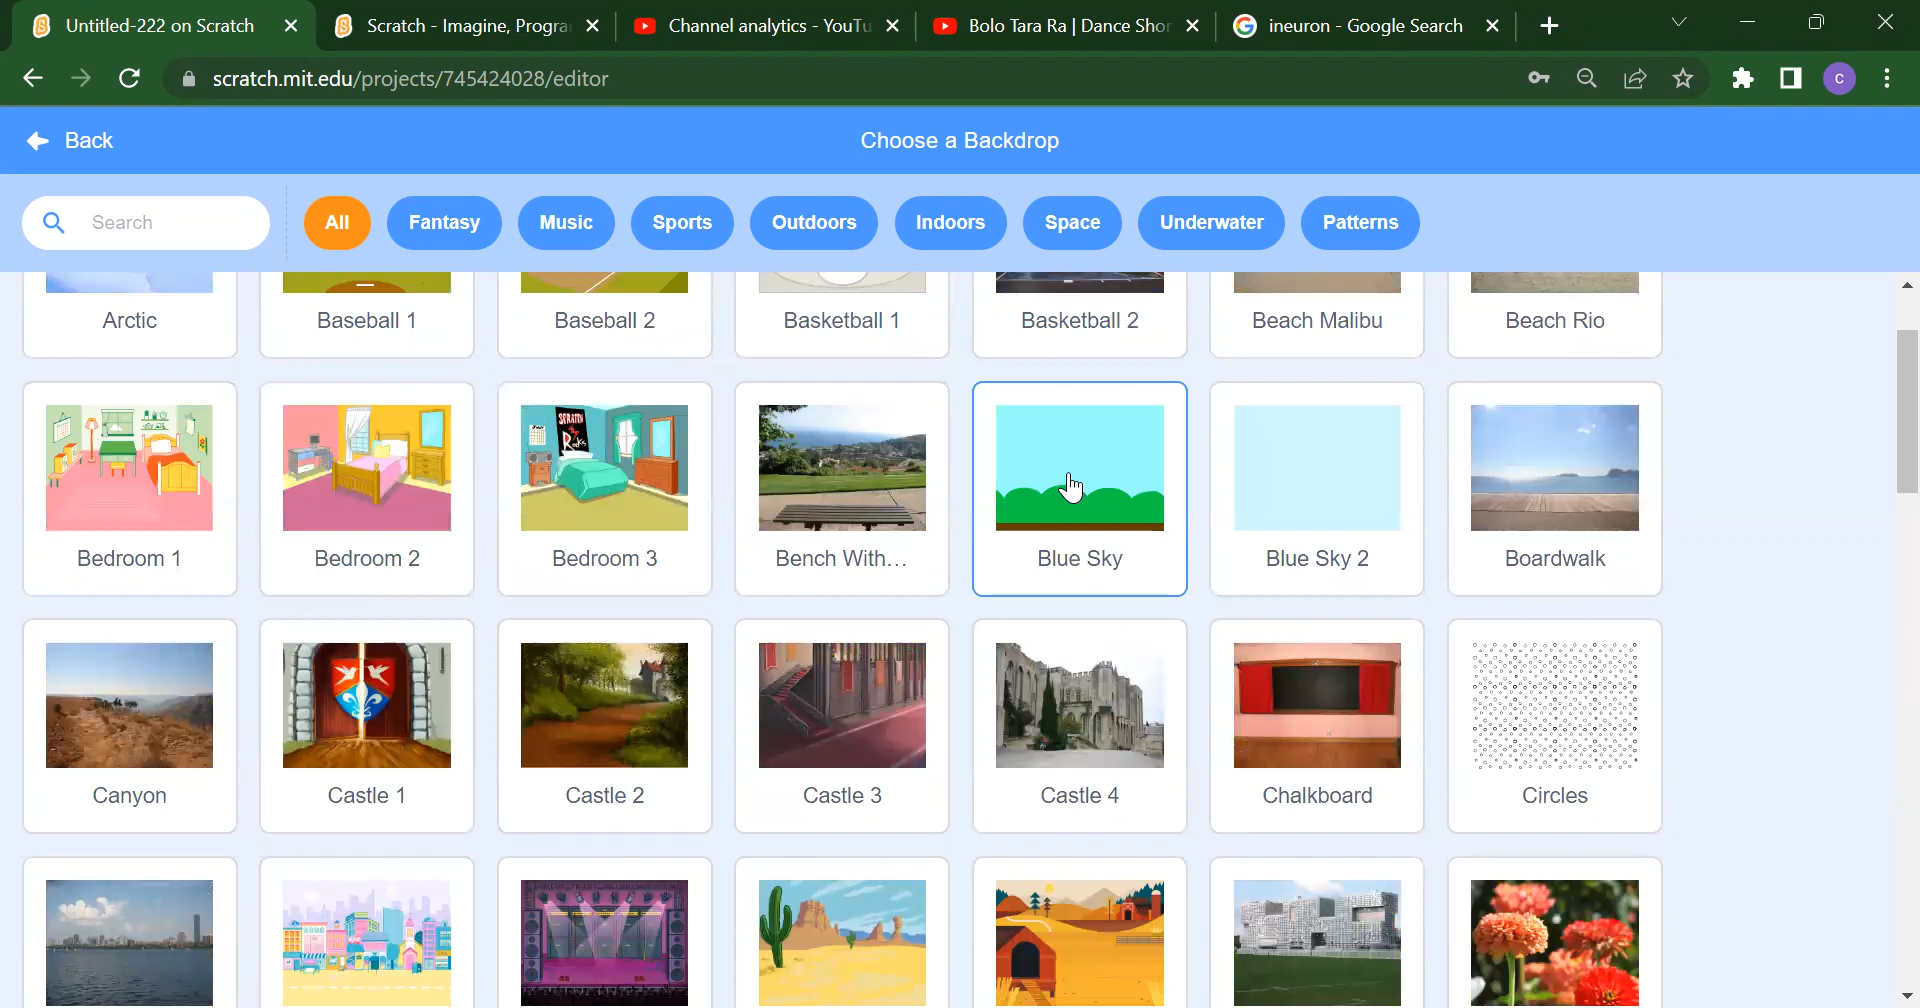 Untitled-222 on Scratch
Scratch - Imagine, Progra
Channel analytics - YouTu
Bolo Tara Ra | Dance Shor
ineuron - Google Search
scratch.mit.edu/projects/745424028/editor
c
Back
Choose a Backdrop
Search
All
Fantasy
Music
Sports
Outdoors
Indoors
Space
Underwater
Patterns
Arctic
Baseball 1
Baseball 2
Basketball 1
Basketball 2
Beach Malibu
Beach Rio
SCRATCH
Rocks
Bedroom 1
Bedroom 2
Bedroom 3
Bench With...
Blue Sky
Blue Sky 2
Boardwalk
Canyon
Castle 1
Castle 2
Castle 3
Castle 4
Chalkboard
Circles